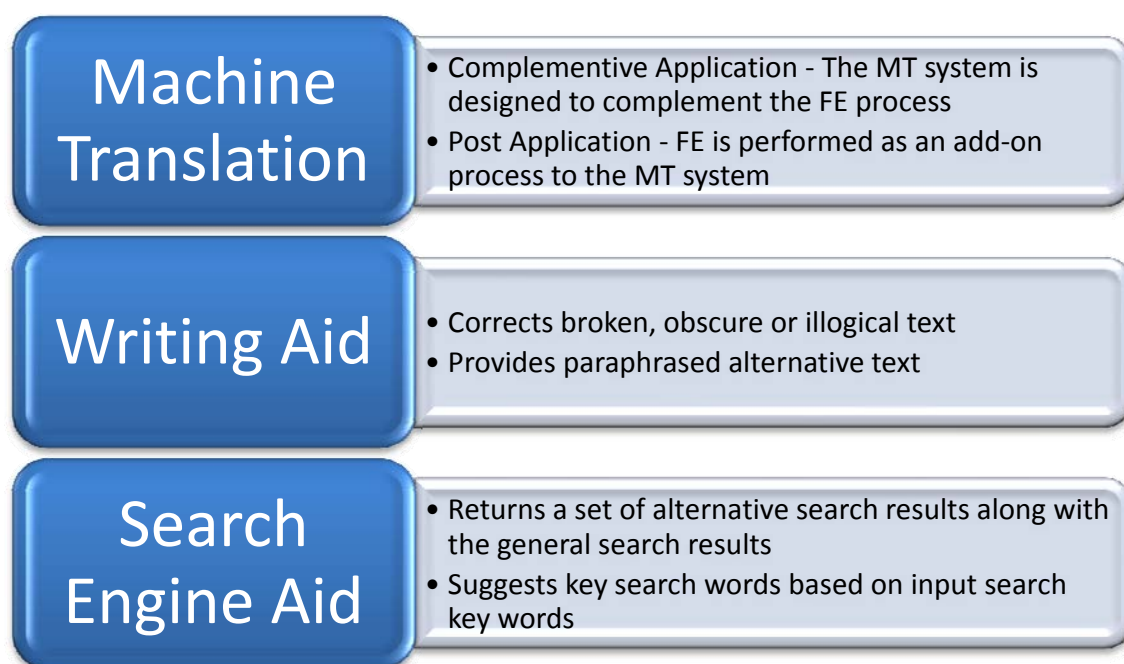 Machine
Translation
• Complementive Application - The MT system is
designed to complement the FE process
• Post Application - FE is performed as an add-on
process to the MT system
Writing Aid
• Corrects broken, obscure or illogical text
• Provides paraphrased alternative text
Search
Engine Aid
• Returns a set of alternative search results along with
the general search results
• Suggests key search words based on input search
key words